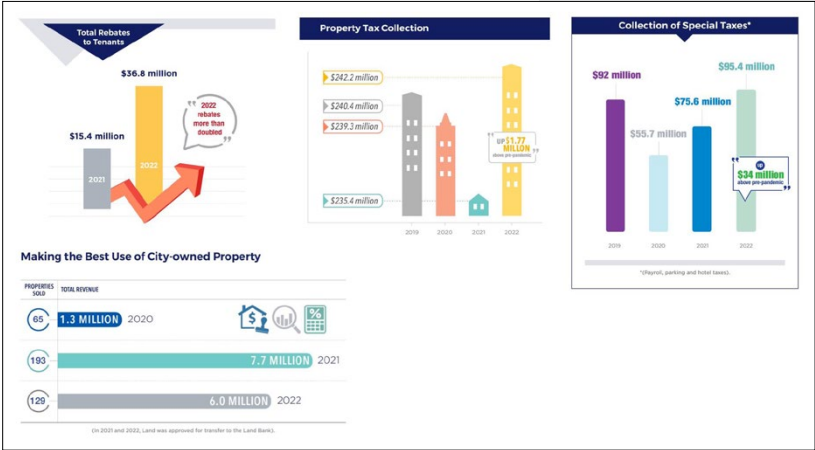 Total Rebates
to Tenants
$36.8 million
$15.4 million
2021
2022
" 2022
rebates
more than
doubled "
Property Tax Collection
$242.2 million
$240.4 million
$239.3 million
$235.4 million
" UP $1.77
MILLON
above pre-pandemic "
2019
2020
2021
2022
Collection of Special Taxes*
$92 million
$55.7 million
$75.6 million
$95.4 million
" up
$34 million
above pre-pandemic "
2019
2020
2021
2022
*(Payroll, parking and hotel taxes).
Making the Best Use of City-owned Property
PROPERTIES
SOLD
TOTAL REVENUE
65
1.3 MILLION 2020
$
%
193
7.7 MILLION 2021
129
6.0 MILLION 2022
(In 2021 and 2022, Land was approved for transfer to the Land Bank).